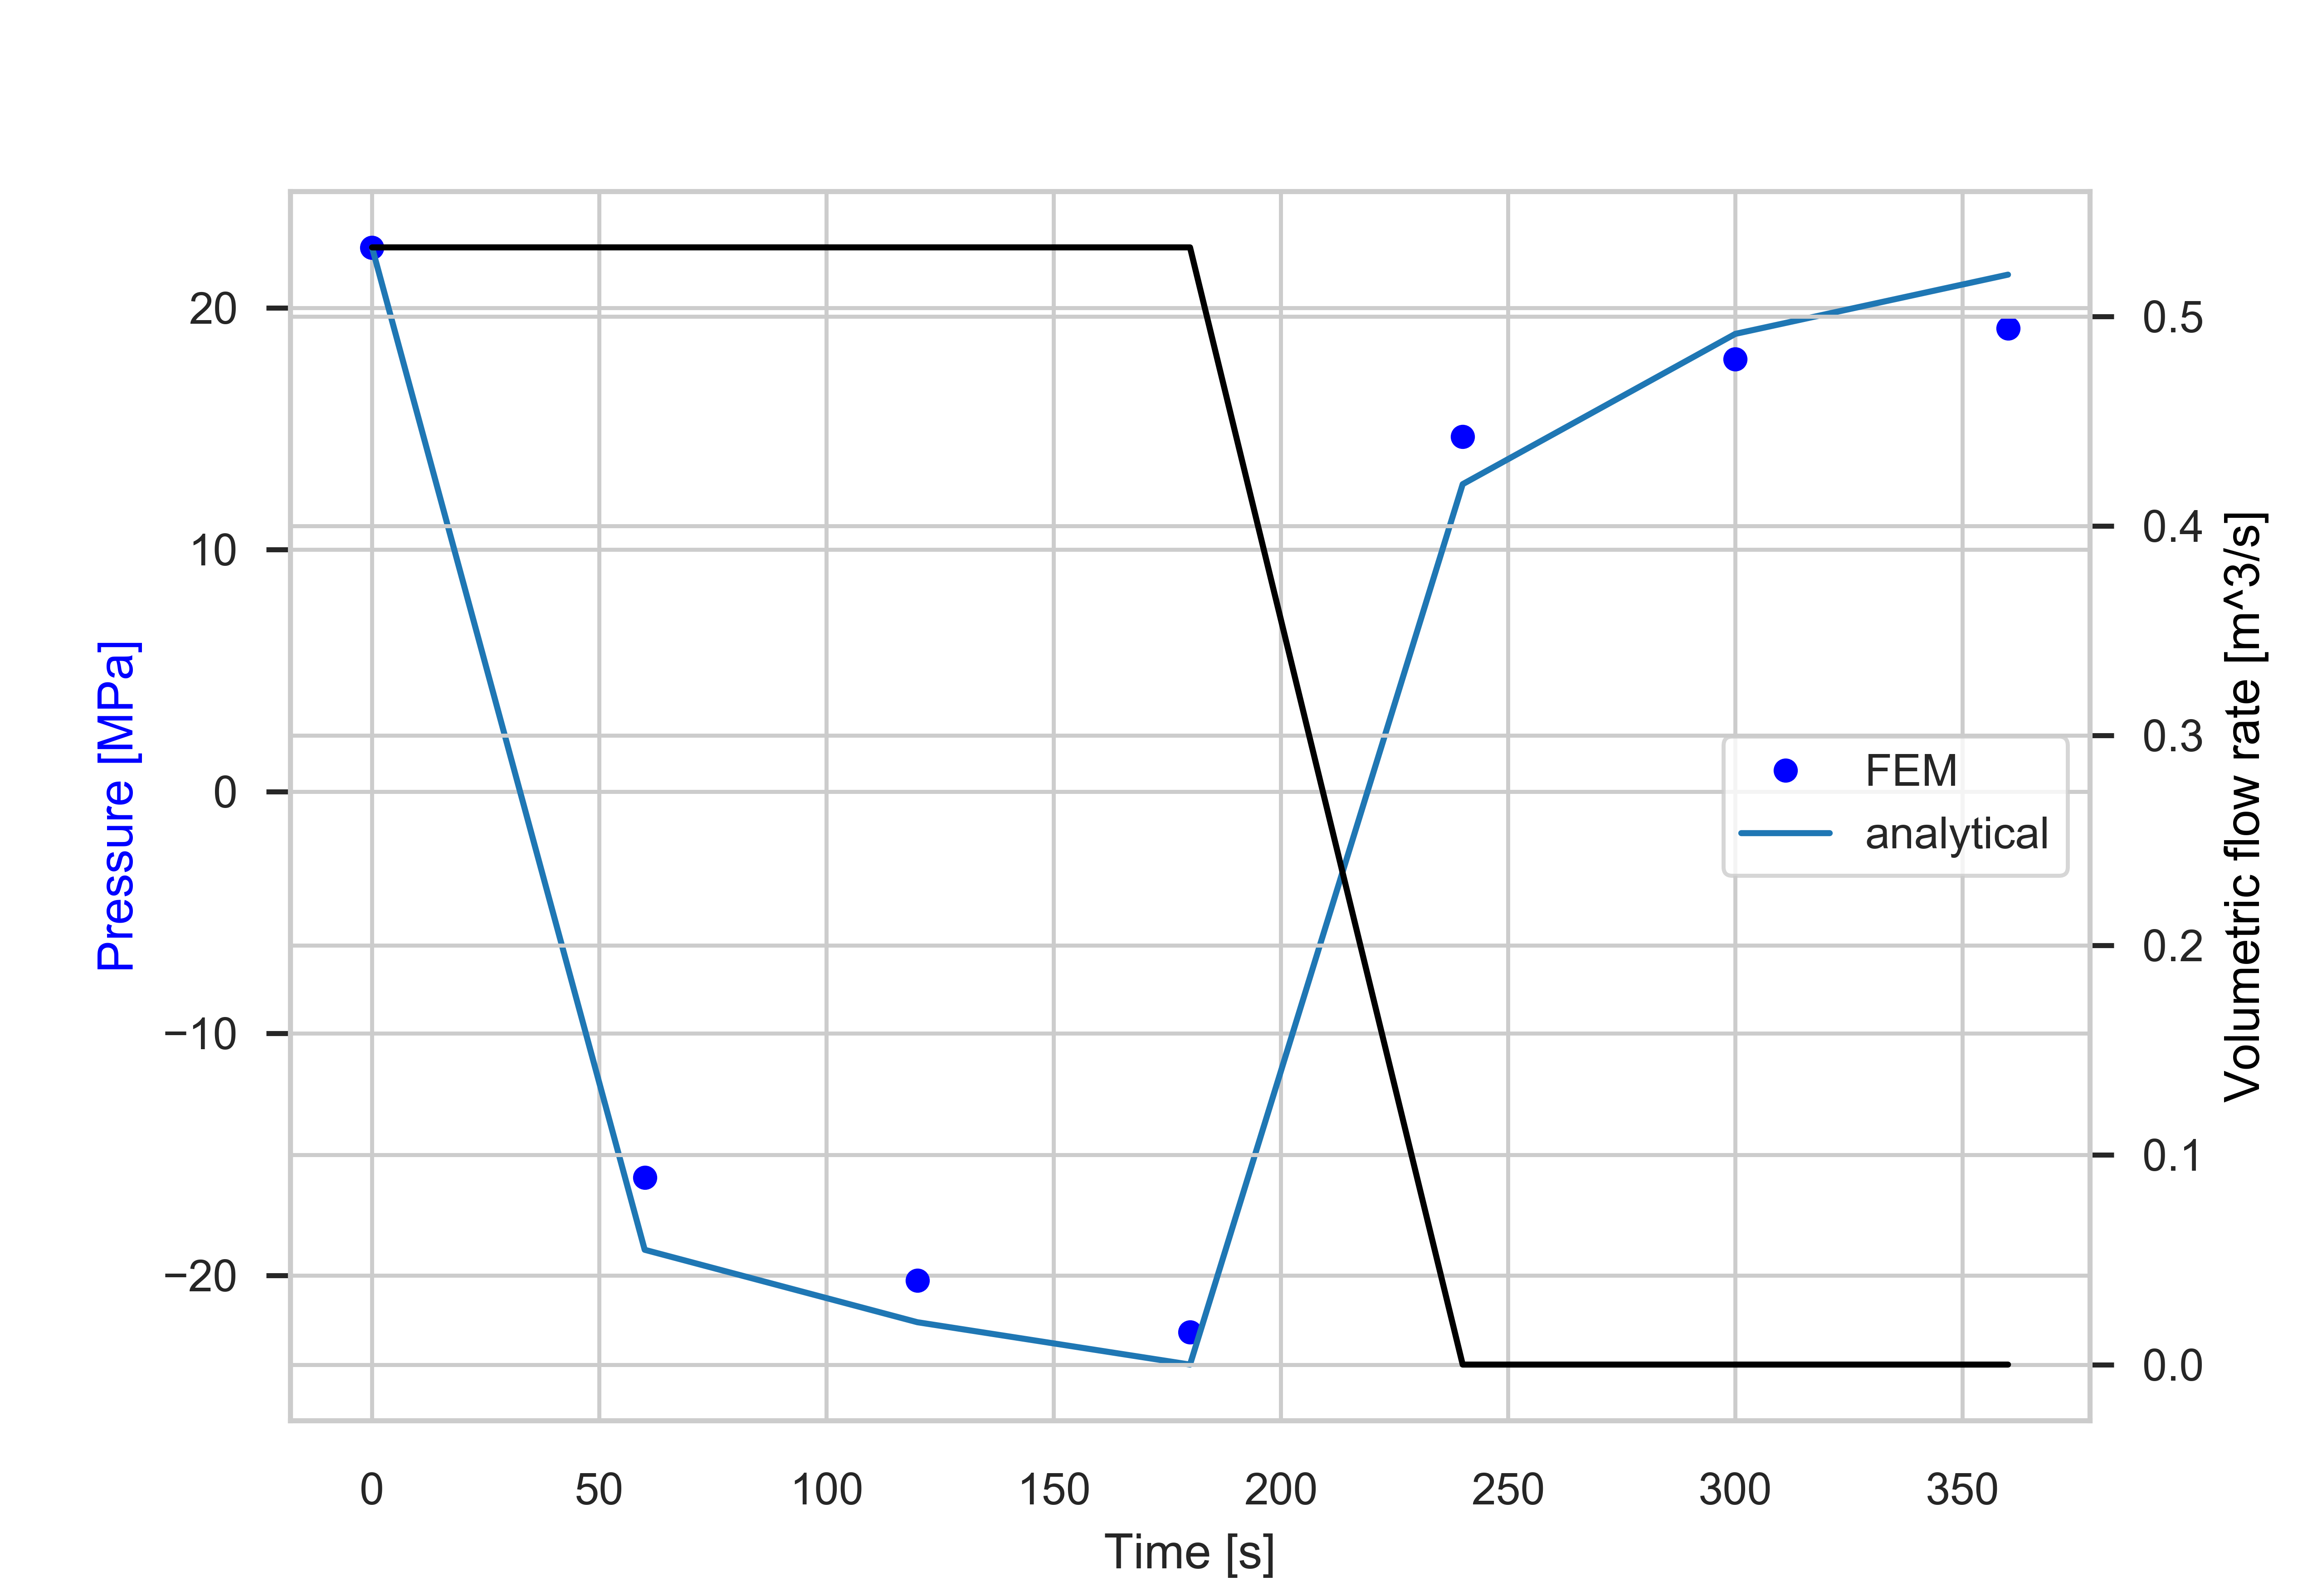 Pressure [MPa]
20
10
0
−10
−20
0.5
0.4
0.3
0.2
0.1
0.0
Volumetric flow rate [m^3/s]
FEM
analytical
0 50 100 150 200 250 300 350
Time [s]